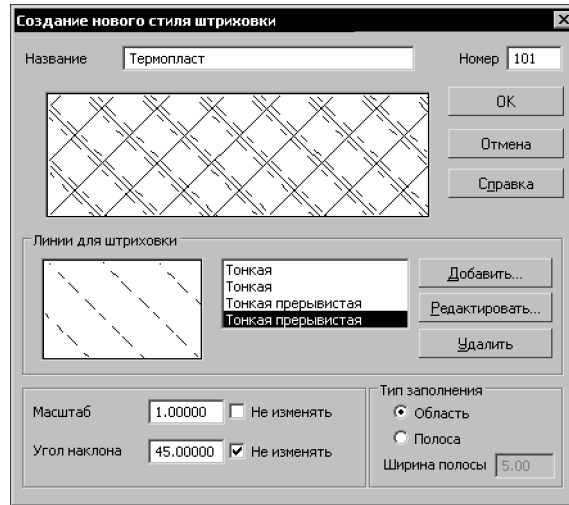 Создание нового стиля штриховки
Название Термопласт Номер 101
OK
Отмена
Справка
Линии для штриховки
Тонкая
Тонкая
Тонкая прерывистая
Тонкая прерывистая
Добавить...
Редактировать...
Удалить
Масштаб 1.00000 Не изменять
Угол наклона 45.00000 Не изменять
Тип заполнения
Область
Полоса
Ширина полосы 5.00